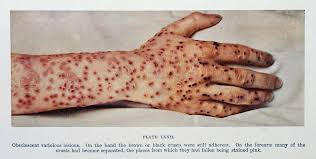 PLATE LXXII.
Obsolescent variolous lesions. On the hand the brown or black crusts were still adherent. On the forearm many of the
crusts had become separated, the places from which they had fallen being stained pink.